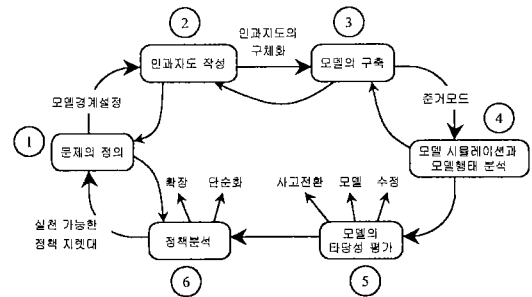 2
인과지도 작성
인과지도의
구체화
3
모델의 구축
모델경계설정
준거모드
4
1
문제의 정의
모델 시뮬레이션과
모델행태 분석
확장
단순화
사고전환
모델
수정
실천 가능한
정책 지렛대
정책분석
모델의
타당성 평가
6
5